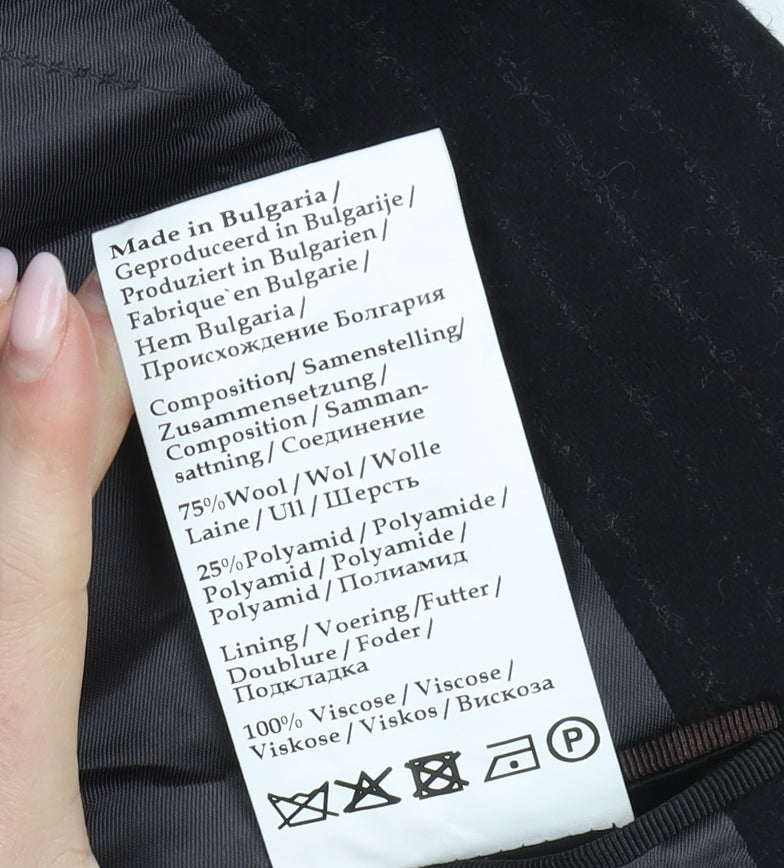 Made in Bulgaria /
Geproduceerd in Bulgarije /
Produziert in Bulgarien /
Fabrique`en Bulgarie /
Hem Bulgaria /
Происхождение Болгария
Composition/ Samenstelling/
Zusammensetzung /
Composition / Samman-
sattning / Соединение
75%Wool / Wol / Wolle
Laine / Ull / Шерсть
25%Polyamid / Polyamide /
Polyamid / Polyamide /
Polyamid / Полиамид
Lining / Voering /Futter /
Doublure / Foder /
Подкладка
100% Viscose / Viscose /
Viskose / Viskos / Вискоза
P